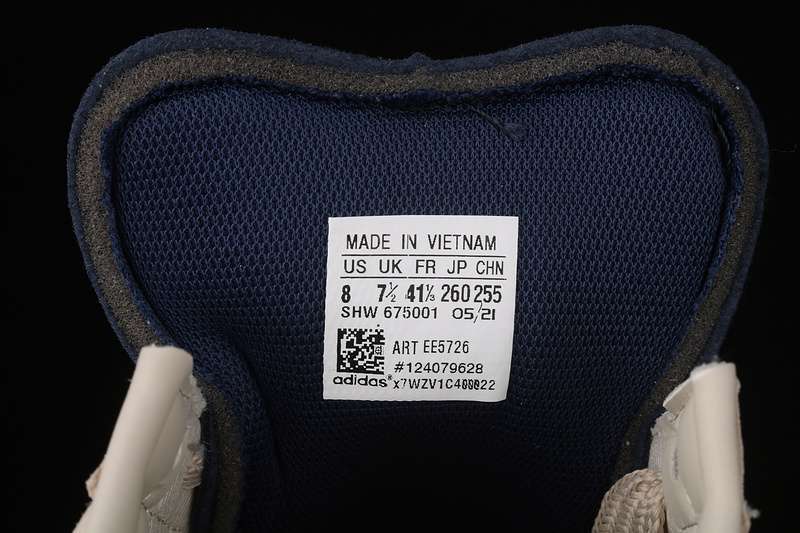 MADE IN VIETNAM
US UK FR JP CHN
8 7½ 41⅓ 260 255
SHW 675001 05/21
ART EE5726
#124079628
adidas® x7WZV1C400022